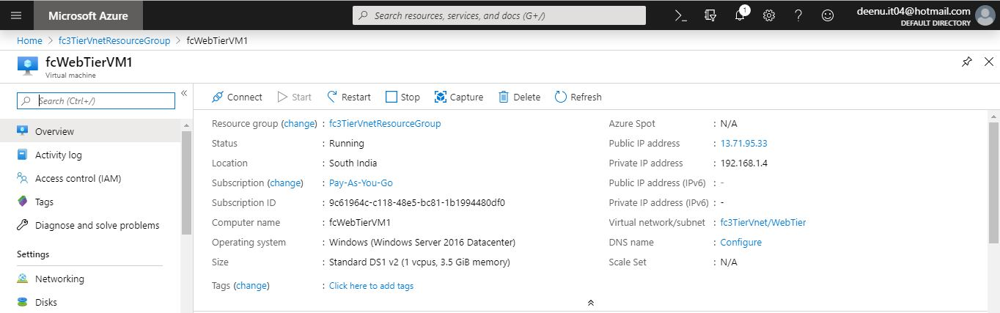 Microsoft Azure
Search resources, services, and docs (G+/)
1
deenu.it04@hotmail.com
DEFAULT DIRECTORY
Home > fc3TierVnetResourceGroup > fcWebTierVM1
fcWebTierVM1
Virtual machine
Search (Ctrl+/)
«
Overview
Activity log
Access control (IAM)
Tags
Diagnose and solve problems
Settings
Networking
Disks
Connect Start Restart Stop Capture Delete Refresh
Resource group (change) : fc3TierVnetResourceGroup
Status : Running
Location : South India
Subscription (change) : Pay-As-You-Go
Subscription ID : 9c61964c-c118-48e5-bc81-1b1994480df0
Computer name : fcWebTierVM1
Operating system : Windows (Windows Server 2016 Datacenter)
Size : Standard DS1 v2 (1 vcpus, 3.5 GiB memory)
Tags (change) : Click here to add tags
Azure Spot : N/A
Public IP address : 13.71.95.33
Private IP address : 192.168.1.4
Public IP address (IPv6) : -
Private IP address (IPv6) : -
Virtual network/subnet : fc3TierVnet/WebTier
DNS name : Configure
Scale Set : N/A